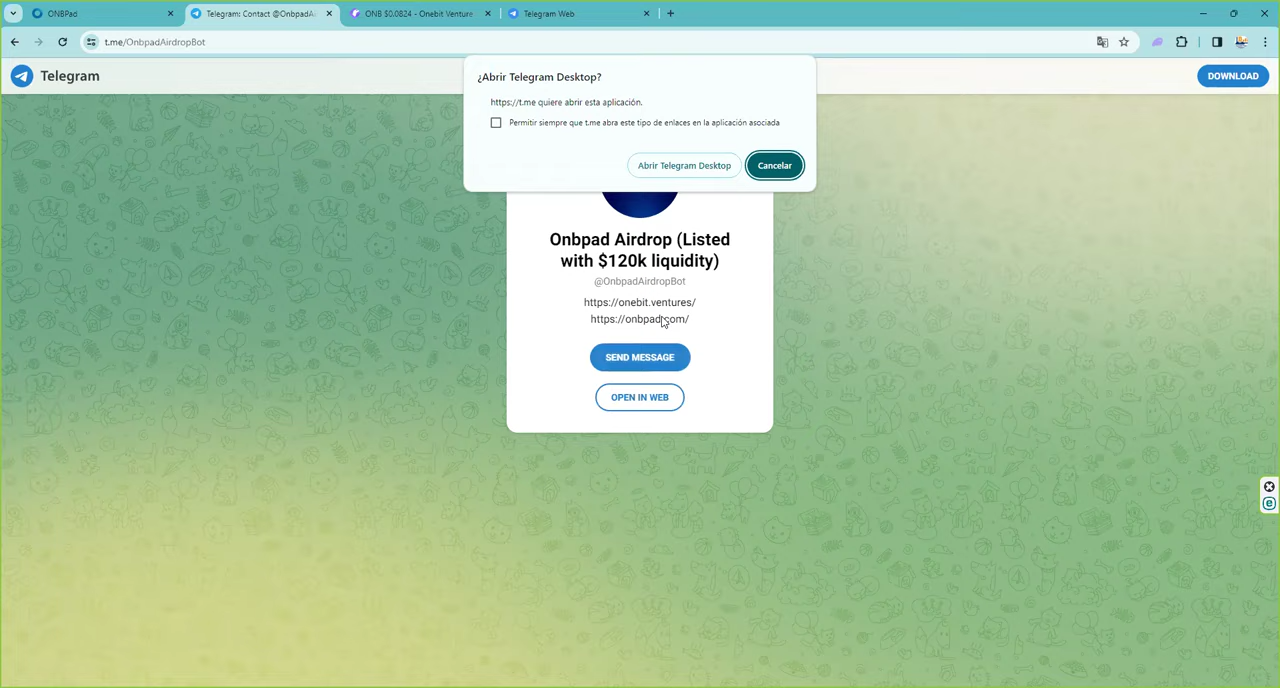 ONBPad
Telegram: Contact @OnbpadAi
ONB $0.0824 - Onebit Venture
Telegram Web
t.me/OnbpadAirdropBot
Telegram
DOWNLOAD
¿Abrir Telegram Desktop?
https://t.me quiere abrir esta aplicación.
Permitir siempre que t.me abra este tipo de enlaces en la aplicación asociada
Abrir Telegram Desktop
Cancelar
Onbpad Airdrop (Listed
with $120k liquidity)
@OnbpadAirdropBot
https://onebit.ventures/
https://onbpad.com/
SEND MESSAGE
OPEN IN WEB